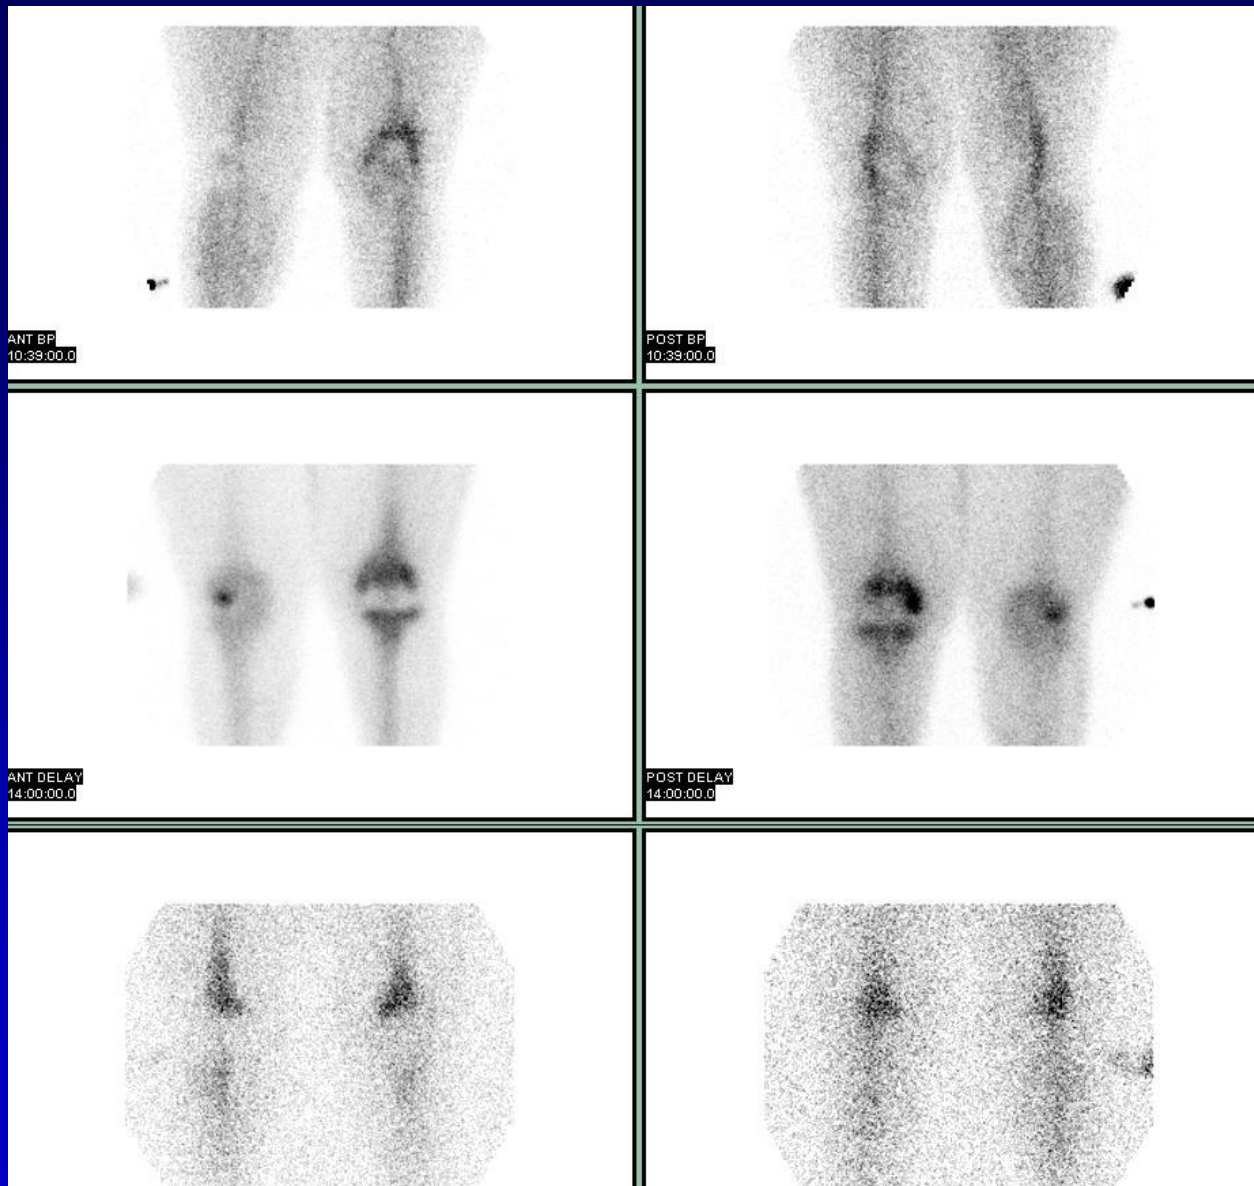 ANT BP
10:39:00.0
POST BP
10:39:00.0
ANT DELAY
14:00:00.0
POST DELAY
14:00:00.0